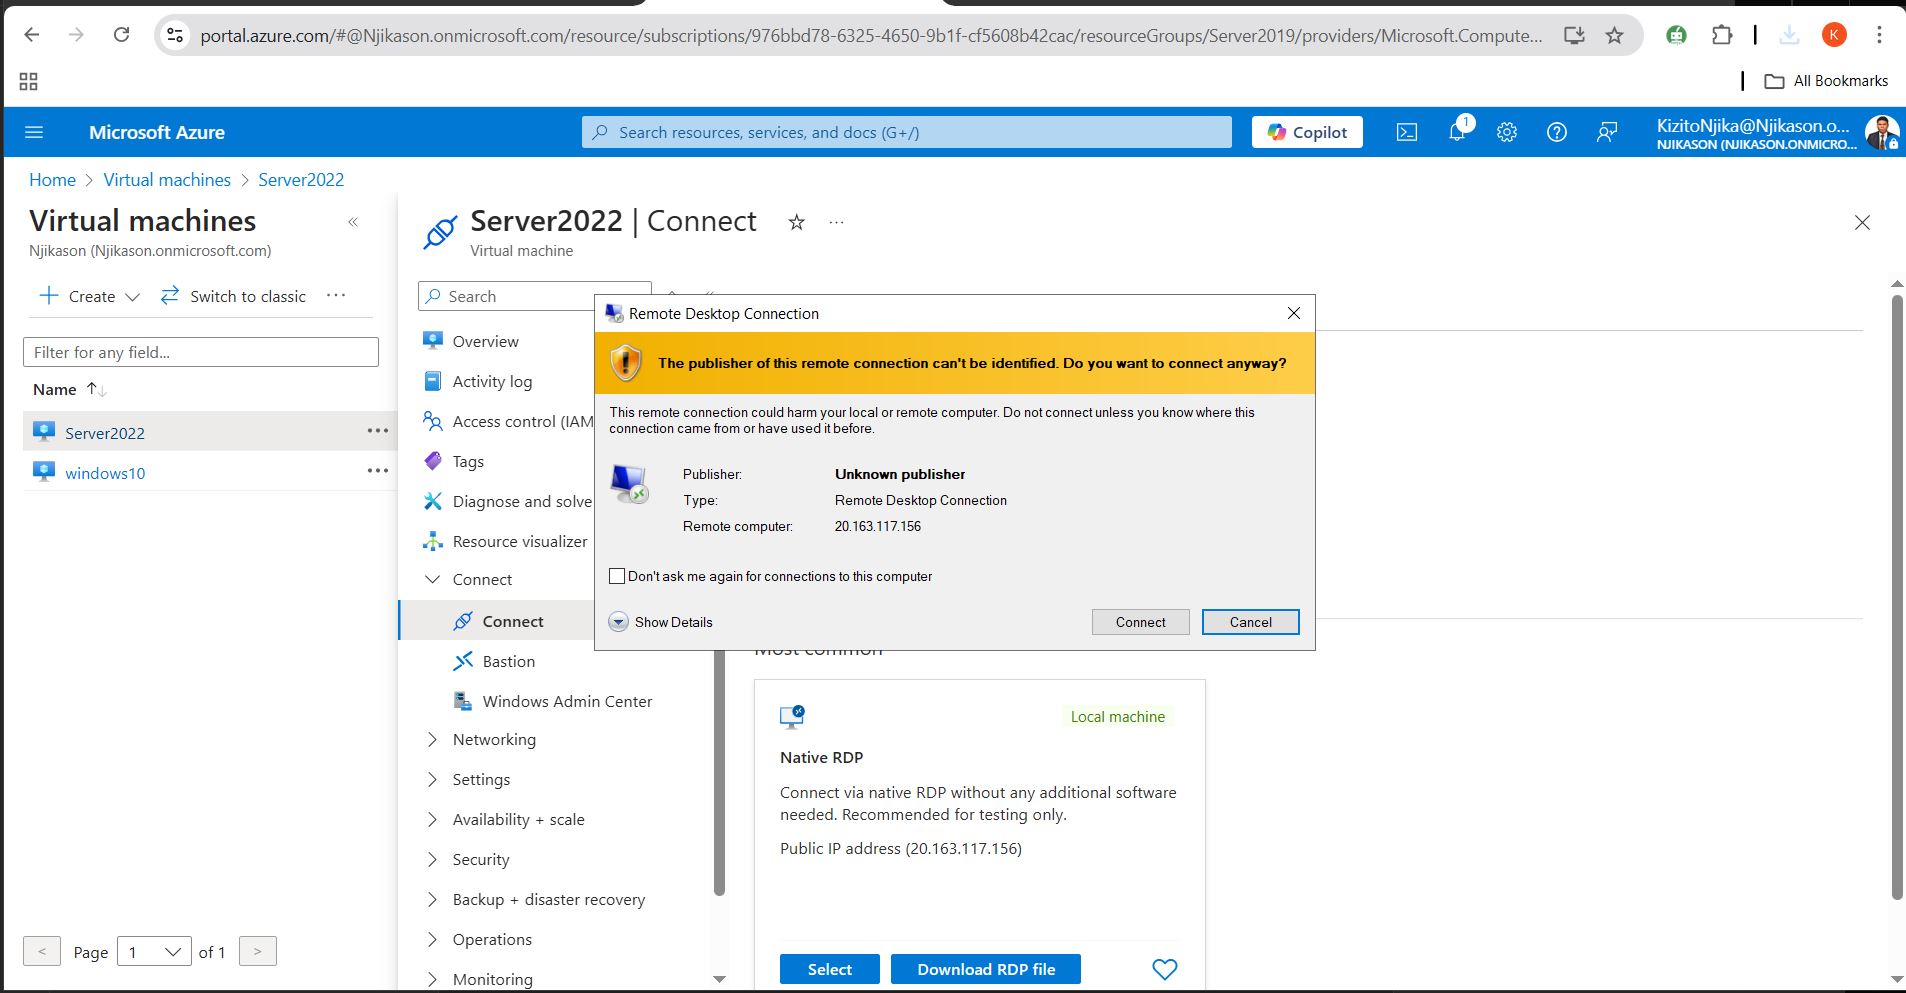 portal.azure.com/#@Njikason.onmicrosoft.com/resource/subscriptions/976bbd78-6325-4650-9b1f-cf5608b42cac/resourceGroups/Server2019/providers/Microsoft.Compute...
K
All Bookmarks
Microsoft Azure
Search resources, services, and docs (G+/)
Copilot
1
KizitoNjika@Njikason.o...
NJIKASON (NJIKASON.ONMICRO...
Home > Virtual machines > Server2022
Virtual machines
Njikason (Njikason.onmicrosoft.com)
Create
Switch to classic
Filter for any field...
Name
Server2022
windows10
< Page 1 of 1 >
Server2022 | Connect
Virtual machine
Search
Overview
Activity log
Access control (IAM
Tags
Diagnose and solve
Resource visualizer
Connect
Connect
Bastion
Windows Admin Center
Networking
Settings
Availability + scale
Security
Backup + disaster recovery
Operations
Monitoring
Remote Desktop Connection
The publisher of this remote connection can't be identified. Do you want to connect anyway?
This remote connection could harm your local or remote computer. Do not connect unless you know where this
connection came from or have used it before.
Publisher: Unknown publisher
Type: Remote Desktop Connection
Remote computer: 20.163.117.156
Don't ask me again for connections to this computer
Show Details
Connect
Cancel
Most common
Local machine
Native RDP
Connect via native RDP without any additional software
needed. Recommended for testing only.
Public IP address (20.163.117.156)
Select
Download RDP file